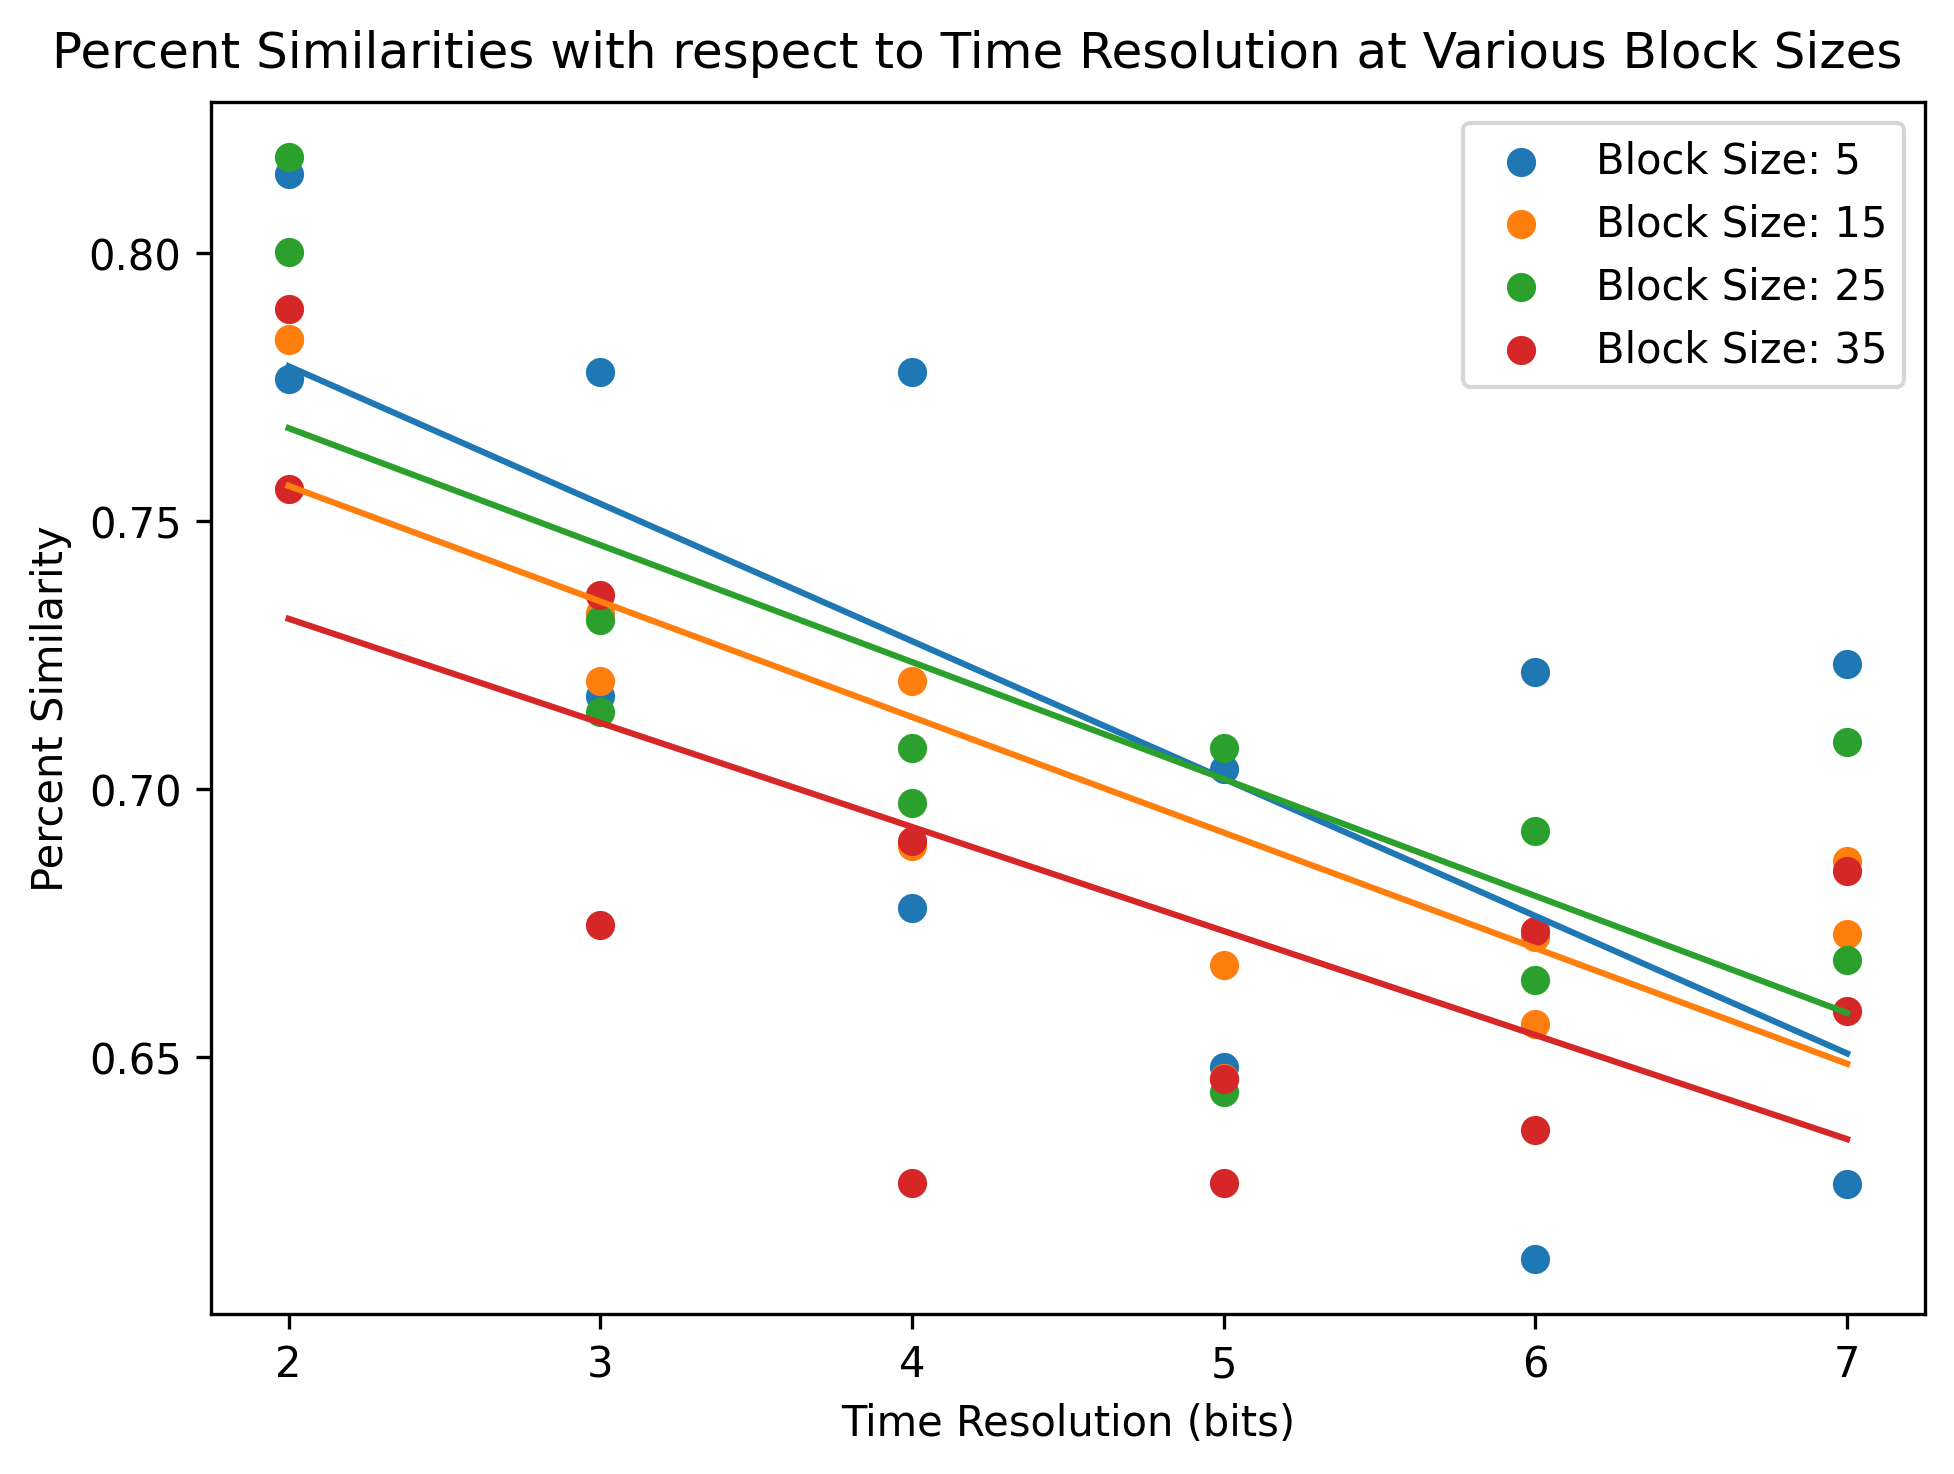 Percent Similarities with respect to Time Resolution at Various Block Sizes
Block Size: 5
Block Size: 15
Block Size: 25
Block Size: 35
0.80
0.75
0.70
0.65
Percent Similarity
2 3 4 5 6 7
Time Resolution (bits)